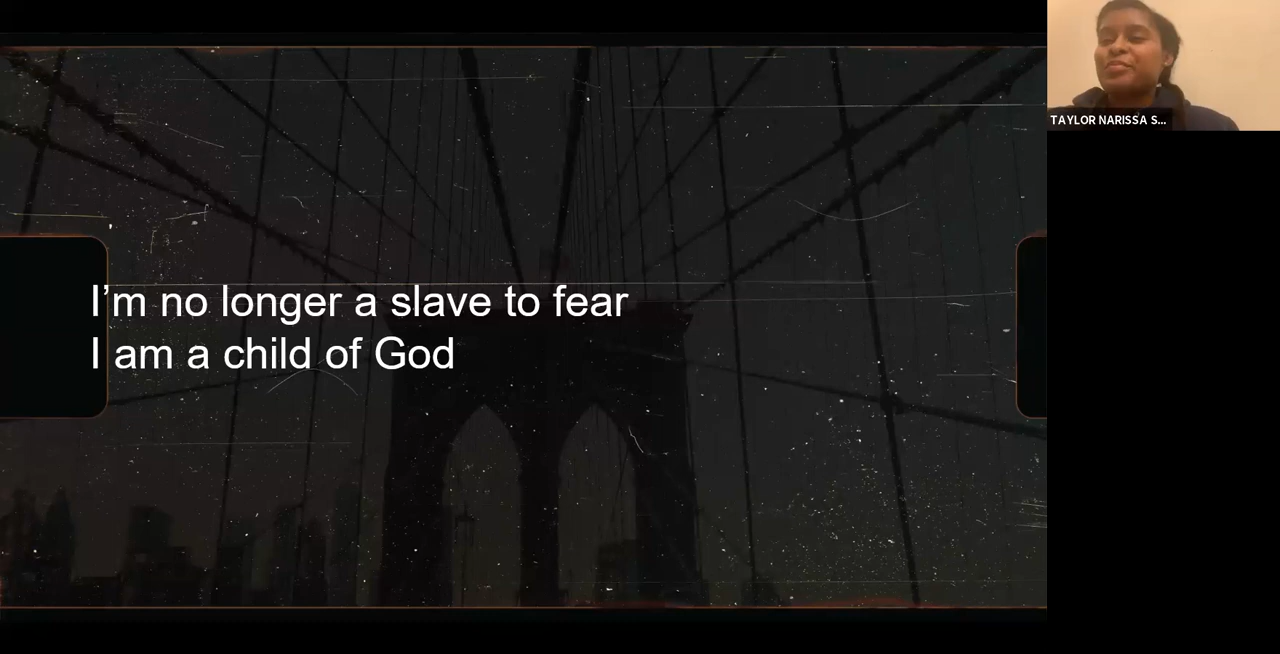 I’m no longer a slave to fear
I am a child of God
TAYLOR NARISSA S...